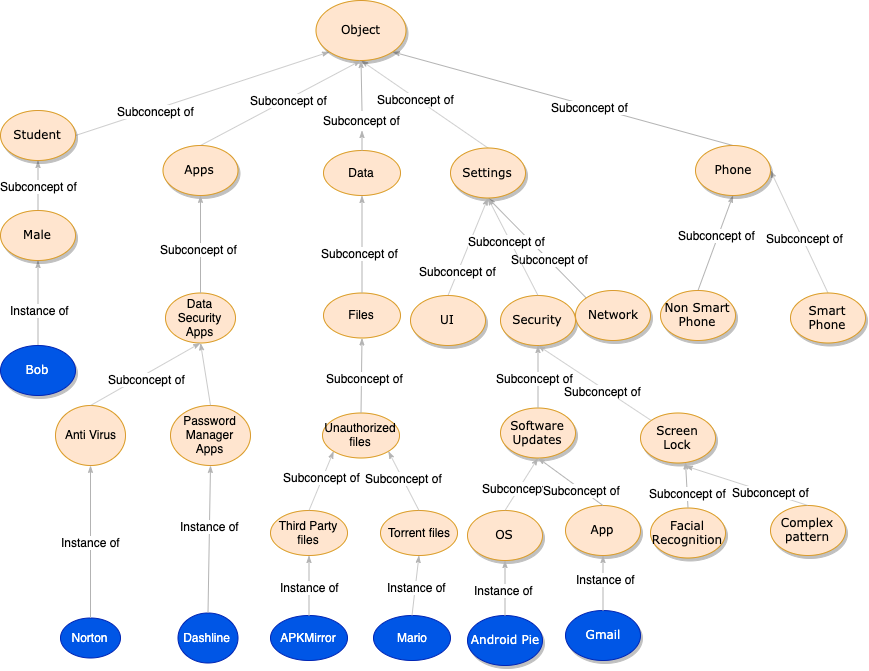 Object
Subconcept of
Subconcept of
Subconcept of
Subconcept of
Subconcept of
Student
Apps
Data
Settings
Phone
Subconcept of
Male
Subconcept of
Subconcept of
Subconcept of
Subconcept of
Subconcept of
Subconcept of
Subconcept of
Instance of
Data
Security
Apps
Files
UI
Security
Network
Non Smart
Phone
Smart
Phone
Bob
Subconcept of
Subconcept of
Subconcept of
Subconcept of
Anti Virus
Password
Manager
Apps
Unauthorized
files
Software
Updates
Screen
Lock
Subconcept of
Subconcept of
Subconcep
Subconcept of
Subconcept of
Subconcept of
Instance of
Instance of
Third Party
files
Torrent files
OS
App
Facial
Recognition
Complex
pattern
Instance of
Instance of
Instance of
Instance of
Norton
Dashline
APKMirror
Mario
Android Pie
Gmail